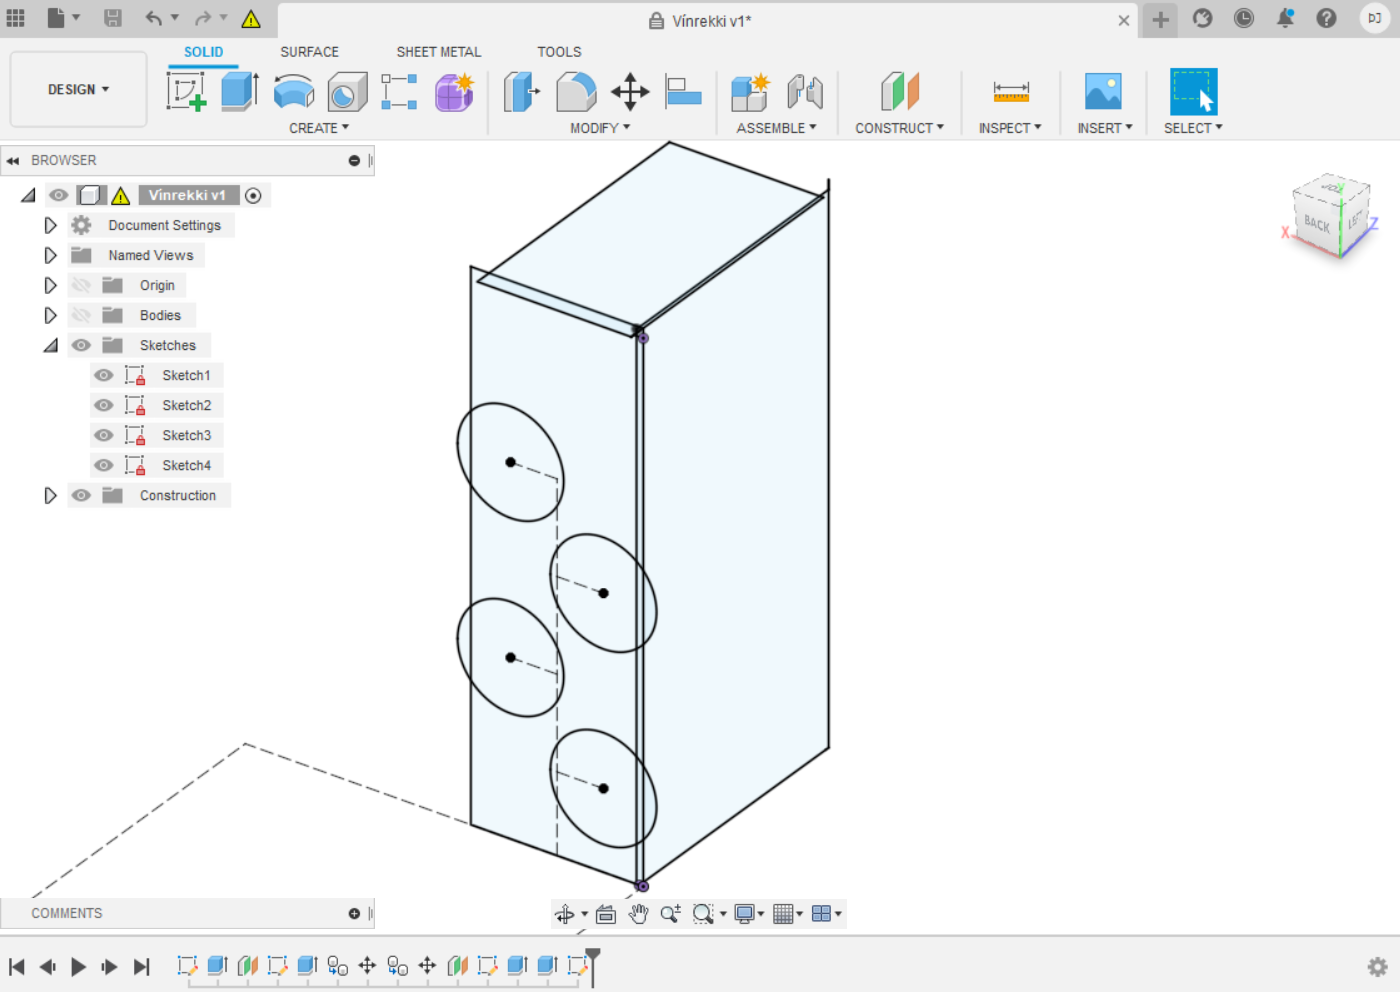 Vínrekki v1*
DJ
SOLID
SURFACE
SHEET METAL
TOOLS
DESIGN
CREATE
MODIFY
ASSEMBLE
CONSTRUCT
INSPECT
INSERT
SELECT
BROWSER
Vínrekki v1
Document Settings
Named Views
Origin
Bodies
Sketches
Sketch1
Sketch2
Sketch3
Sketch4
Construction
BACK
X
Y
Z
COMMENTS